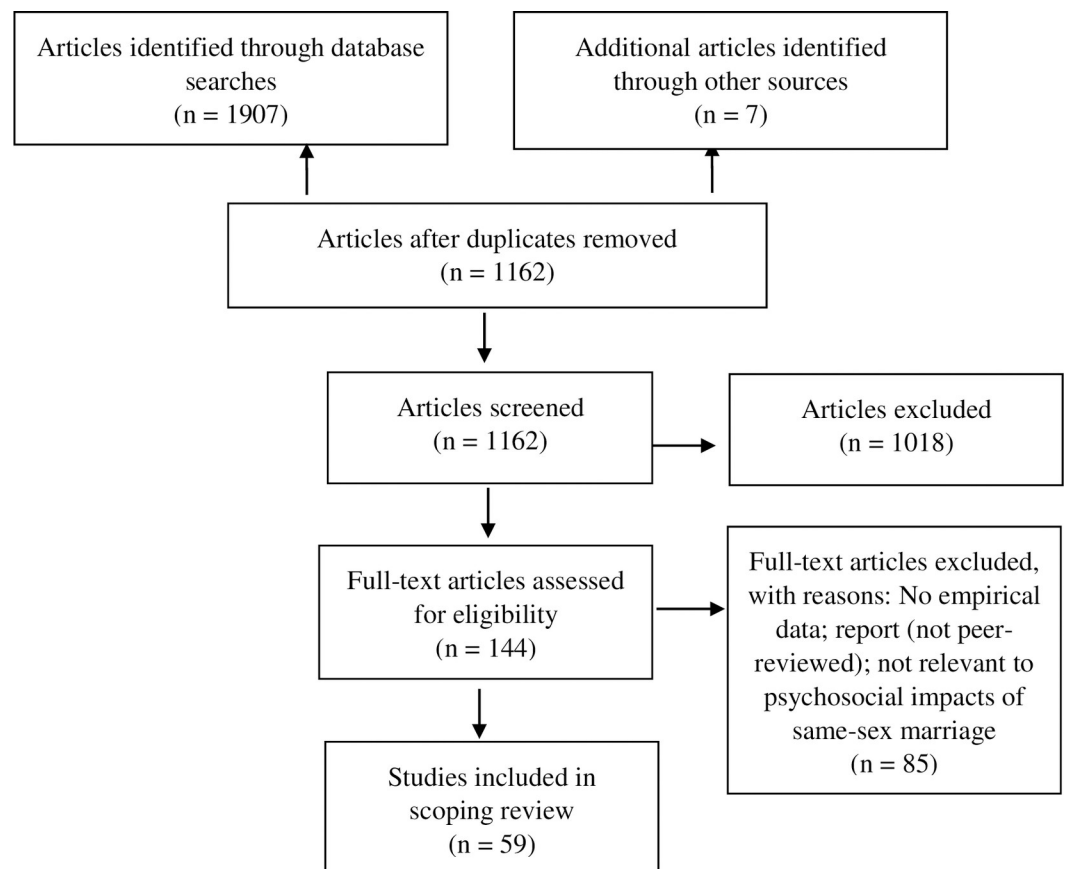 Articles identified through database
searches
(n = 1907)
Additional articles identified
through other sources
(n = 7)
Articles after duplicates removed
(n = 1162)
Articles screened
(n = 1162)
Articles excluded
(n = 1018)
Full-text articles assessed
for eligibility
(n = 144)
Full-text articles excluded,
with reasons: No empirical
data; report (not peer-
reviewed); not relevant to
psychosocial impacts of
same-sex marriage
(n = 85)
Studies included in
scoping review
(n = 59)